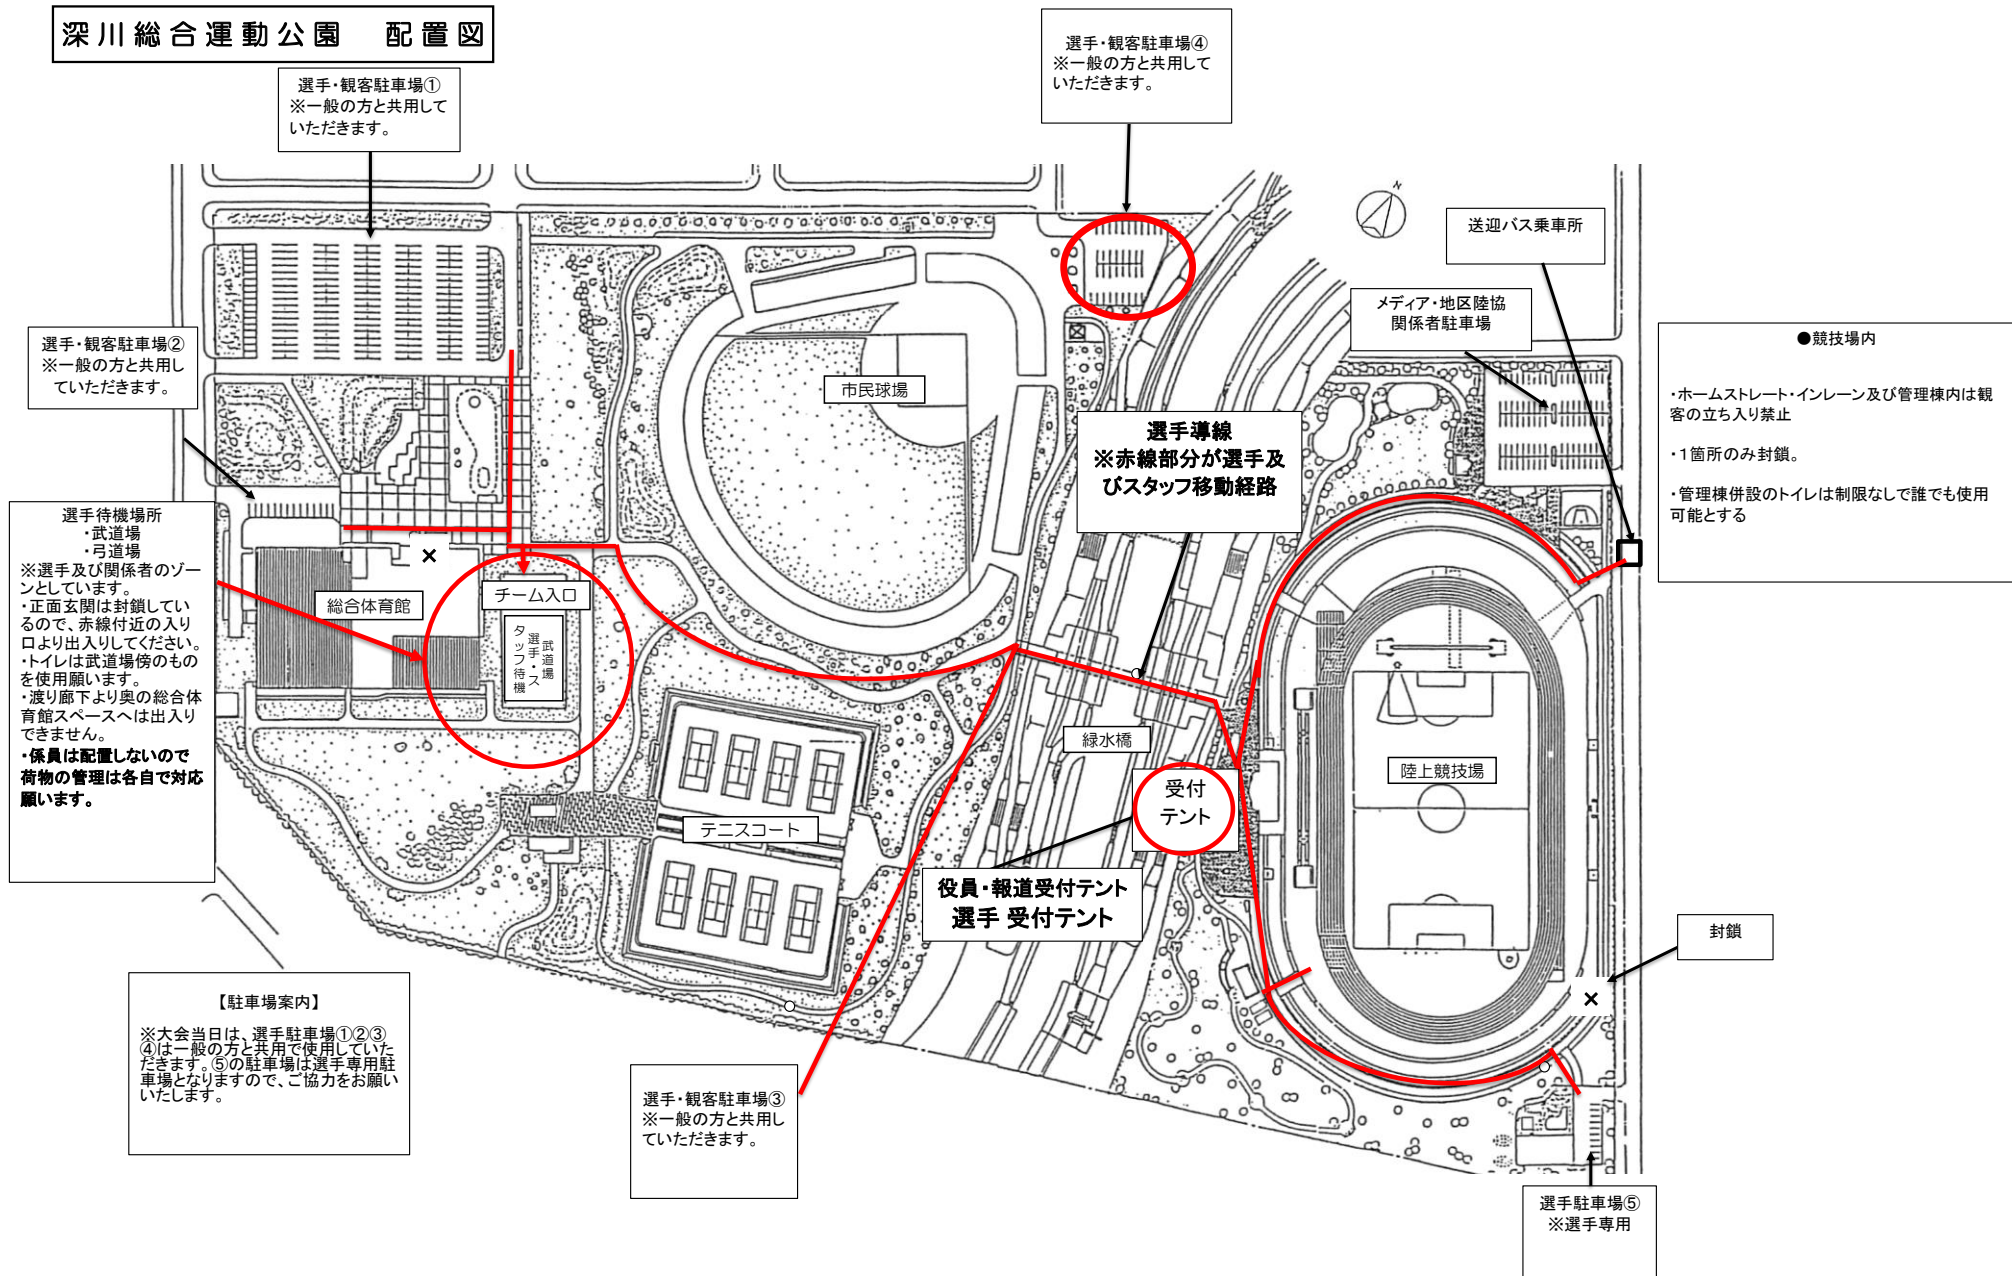 深川総合運動公園　配置図
選手・観客駐車場①
※一般の方と共用して
いただきます。
選手・観客駐車場④
※一般の方と共用して
いただきます。
N
送迎バス乗車所
メディア・地区陸協
関係者駐車場
選手・観客駐車場②
※一般の方と共用し
ていただきます。
●競技場内
・ホームストレート・インレーン及び管理棟内は観
客の立ち入り禁止
・1箇所のみ封鎖。
・管理棟併設のトイレは制限なしで誰でも使用
可能とする
市民球場
選手導線
※赤線部分が選手及
びスタッフ移動経路
選手待機場所
・武道場
・弓道場
※選手及び関係者のゾー
ンとしています。
・正面玄関は封鎖してい
るので、赤線付近の入り
口より出入りしてください。
・トイレは武道場傍のもの
を使用願います。
・渡り廊下より奥の総合体
育館スペースへは出入り
できません。
・係員は配置しないので
荷物の管理は各自で対応
願います。
×
総合体育館
チーム入口
武道場
選手・ス
タッフ待機
緑水橋
陸上競技場
受付
テント
テニスコート
役員・報道受付テント
選手 受付テント
封鎖
×
【駐車場案内】
※大会当日は、選手駐車場①②③
④は一般の方と共用で使用していた
だきます。⑤の駐車場は選手専用駐
車場となりますので、ご協力をお願い
いたします。
選手・観客駐車場③
※一般の方と共用し
ていただきます。
選手駐車場⑤
※選手専用